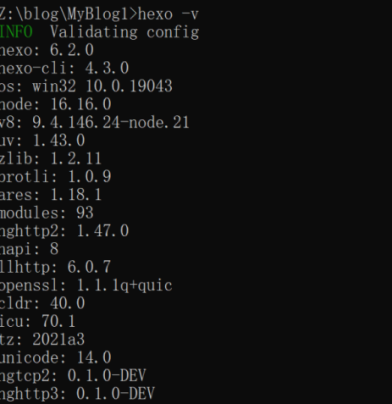 Z:\blog\MyBlog1>hexo -v
INFO  Validating config
hexo: 6.2.0
hexo-cli: 4.3.0
os: win32 10.0.19043
node: 16.16.0
v8: 9.4.146.24-node.21
uv: 1.43.0
zlib: 1.2.11
brotli: 1.0.9
ares: 1.18.1
modules: 93
nghttp2: 1.47.0
napi: 8
llhttp: 6.0.7
openssl: 1.1.1q+quic
cldr: 40.0
icu: 70.1
tz: 2021a3
unicode: 14.0
ngtcp2: 0.1.0-DEV
nghttp3: 0.1.0-DEV